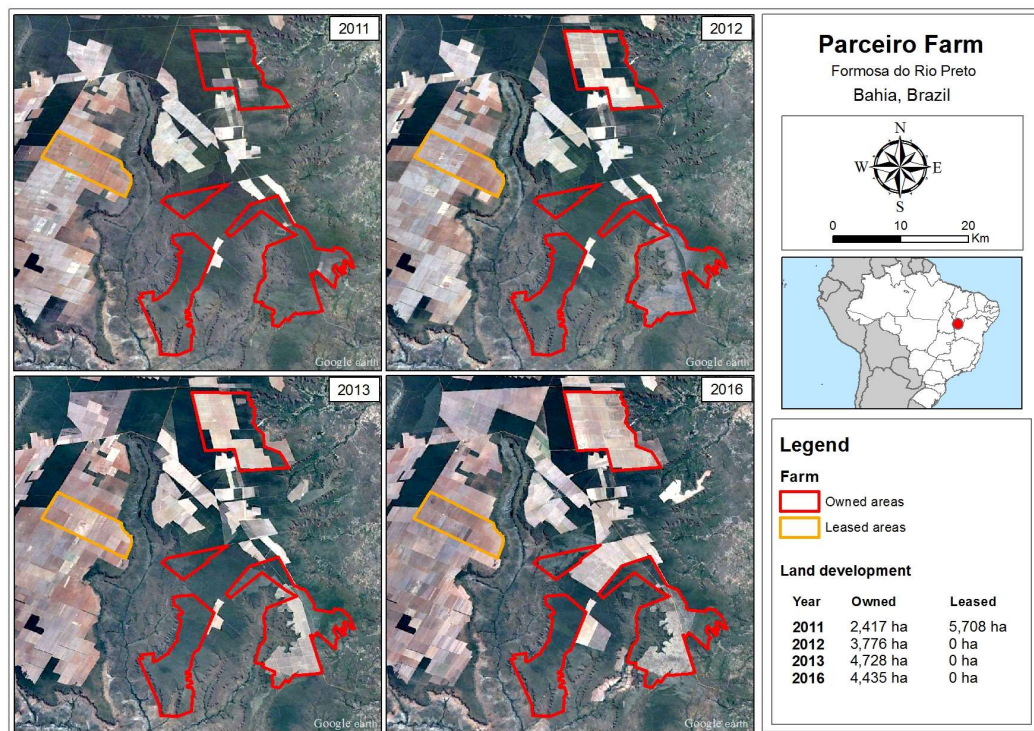 2011
2012
2013
2016
Google earth
Google earth
Google earth
Google earth
Parceiro Farm
Formosa do Rio Preto
Bahia, Brazil
N
W E
S
0 10 20
Km
Legend
Farm
Owned areas
Leased areas
Land development
Year Owned Leased
2011 2,417 ha 5,708 ha
2012 3,776 ha 0 ha
2013 4,728 ha 0 ha
2016 4,435 ha 0 ha